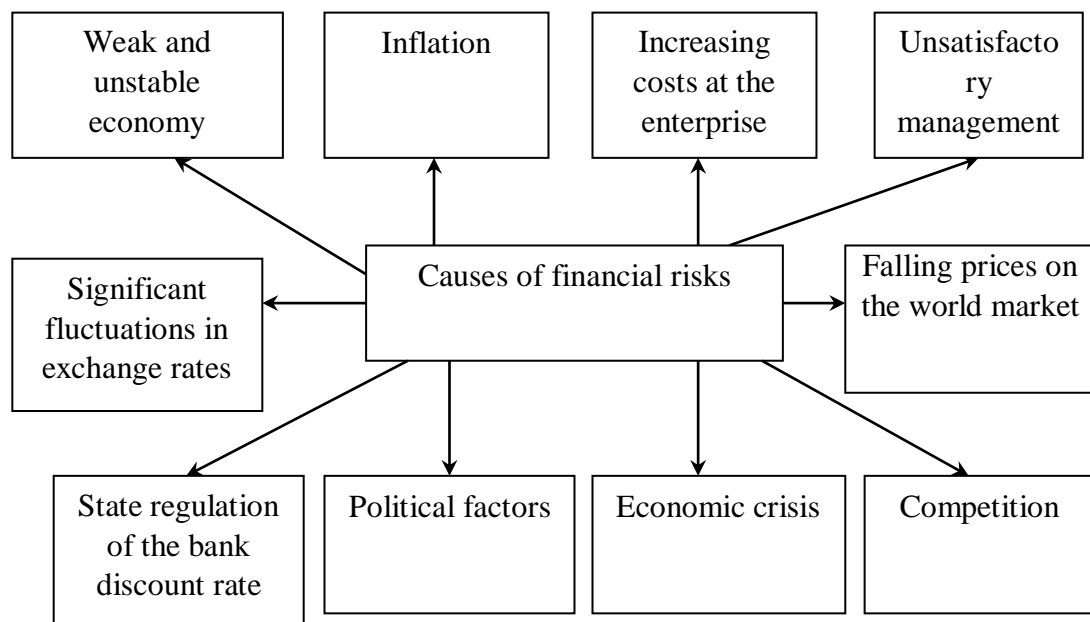 Weak and
unstable
economy
Inflation
Increasing
costs at the
enterprise
Unsatisfacto
ry
management
Causes of financial risks
Significant
fluctuations in
exchange rates
Falling prices on
the world market
State regulation
of the bank
discount rate
Political factors
Economic crisis
Competition